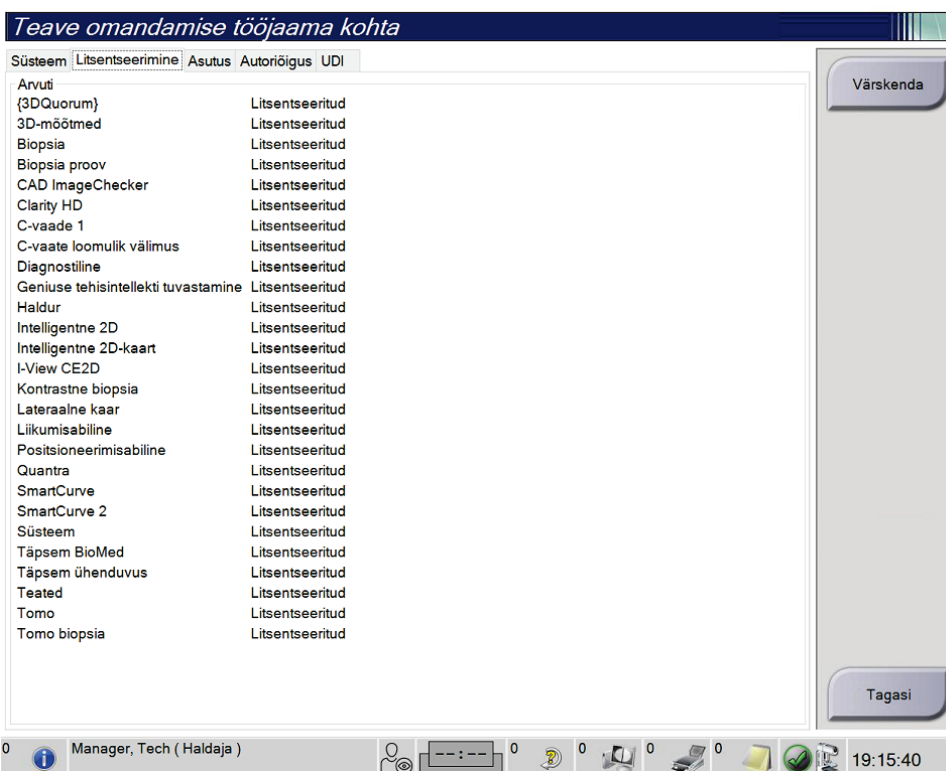 Teave omandamise tööjaama kohta
Süsteem Litsentseerimine Asutus Autoriõigus UDI
Värskenda
Arvuti
{3DQuorum} Litsentseeritud
3D-mõõtmed Litsentseeritud
Biopsia Litsentseeritud
Biopsia proov Litsentseeritud
CAD ImageChecker Litsentseeritud
Clarity HD Litsentseeritud
C-vaade 1 Litsentseeritud
C-vaate loomulik välimus Litsentseeritud
Diagnostiline Litsentseeritud
Geniuse tehisintellekti tuvastamine Litsentseeritud
Haldur Litsentseeritud
Intelligentne 2D Litsentseeritud
Intelligentne 2D-kaart Litsentseeritud
I-View CE2D Litsentseeritud
Kontrastne biopsia Litsentseeritud
Lateraalne kaar Litsentseeritud
Liikumisabiline Litsentseeritud
Positsioneerimisabiline Litsentseeritud
Quantra Litsentseeritud
SmartCurve Litsentseeritud
SmartCurve 2 Litsentseeritud
Süsteem Litsentseeritud
Täpsem BioMed Litsentseeritud
Täpsem ühenduvus Litsentseeritud
Teated Litsentseeritud
Tomo Litsentseeritud
Tomo biopsia Litsentseeritud
Tagasi
0 Manager, Tech ( Haldaja ) --:-- 0 0 0 0 19:15:40